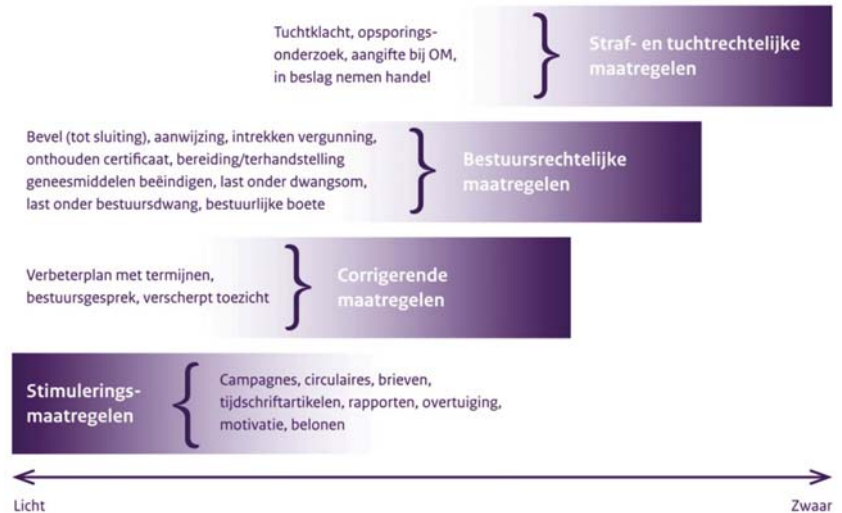 Tuchtklacht, opsporings-
onderzoek, aangifte bij OM,
in beslag nemen handel
Straf- en tuchtrechtelijke
maatregelen
Bevel (tot sluiting), aanwijzing, intrekken vergunning,
onthouden certificaat, bereiding/terhandstelling
geneesmiddelen beëindigen, last onder dwangsom,
last onder bestuursdwang, bestuurlijke boete
Bestuursrechtelijke
maatregelen
Verbeterplan met termijnen,
bestuursgesprek, verscherpt toezicht
Corrigerende
maatregelen
Stimulerings-
maatregelen
Campagnes, circulaires, brieven,
tijdschriftartikelen, rapporten, overtuiging,
motivatie, belonen
Licht
Zwaar